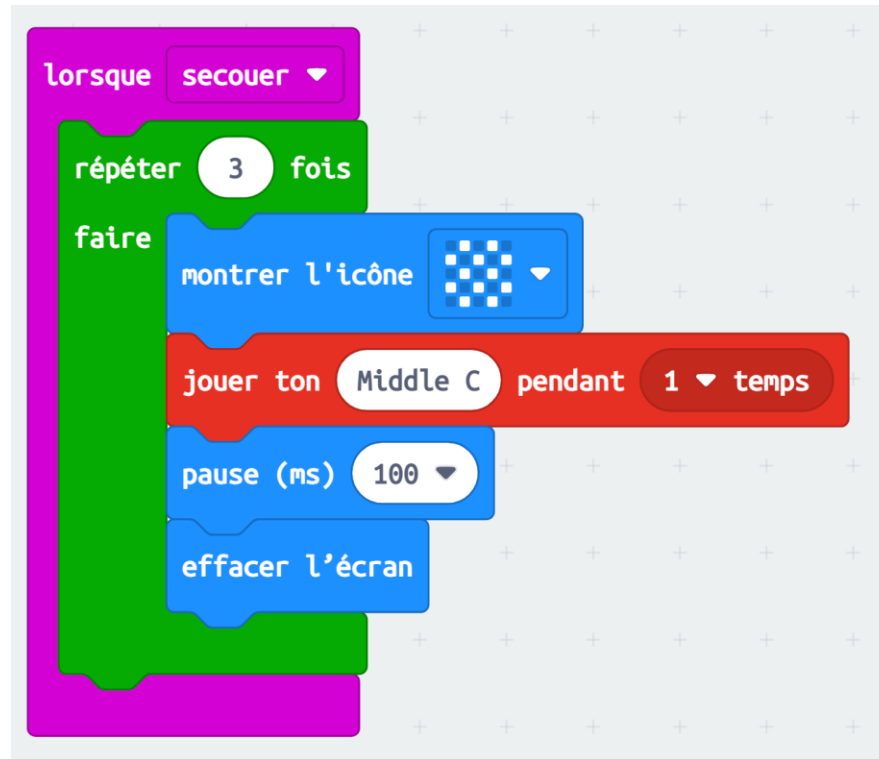 lorsque secouer
répéter 3 fois
faire
montrer l'icône
jouer ton Middle C pendant 1 temps
pause (ms) 100
effacer l’écran